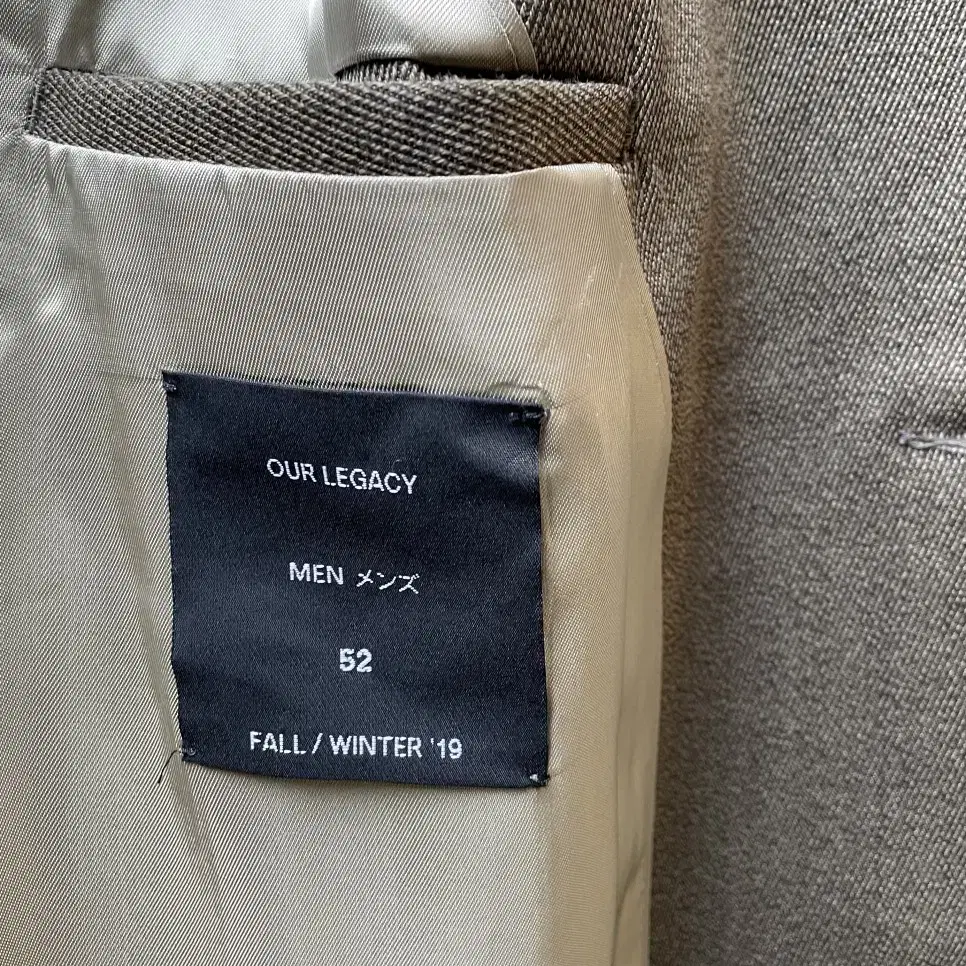 OUR LEGACY
MEN メンズ
52
FALL / WINTER '19